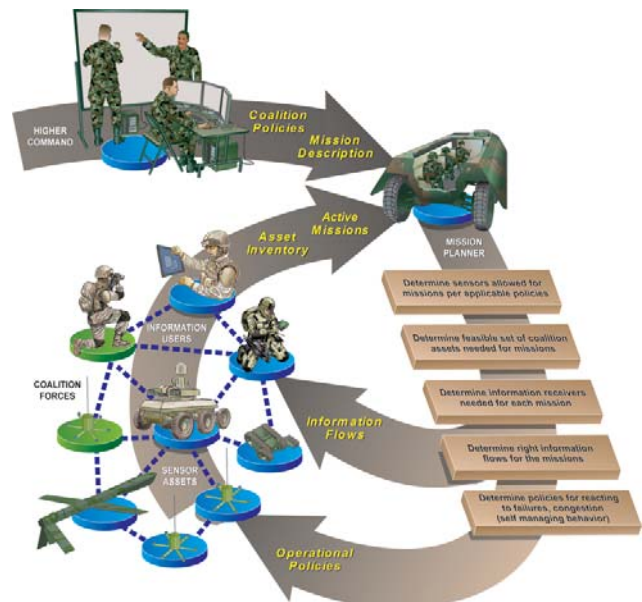 HIGHER
COMMAND
Coalition
Policies
Mission
Description
Active
Missions
Asset
Inventory
MISSION
PLANNER
INFORMATION
USERS
COALITION
FORCES
SENSOR
ASSETS
Information
Flows
Operational
Policies
Determine sensors allowed for
missions per applicable policies
Determine feasible set of coalition
assets needed for missions
Determine information receivers
needed for each mission
Determine right information
flows for the missions
Determine policies for reacting
to failures, congestion
(self managing behavior)